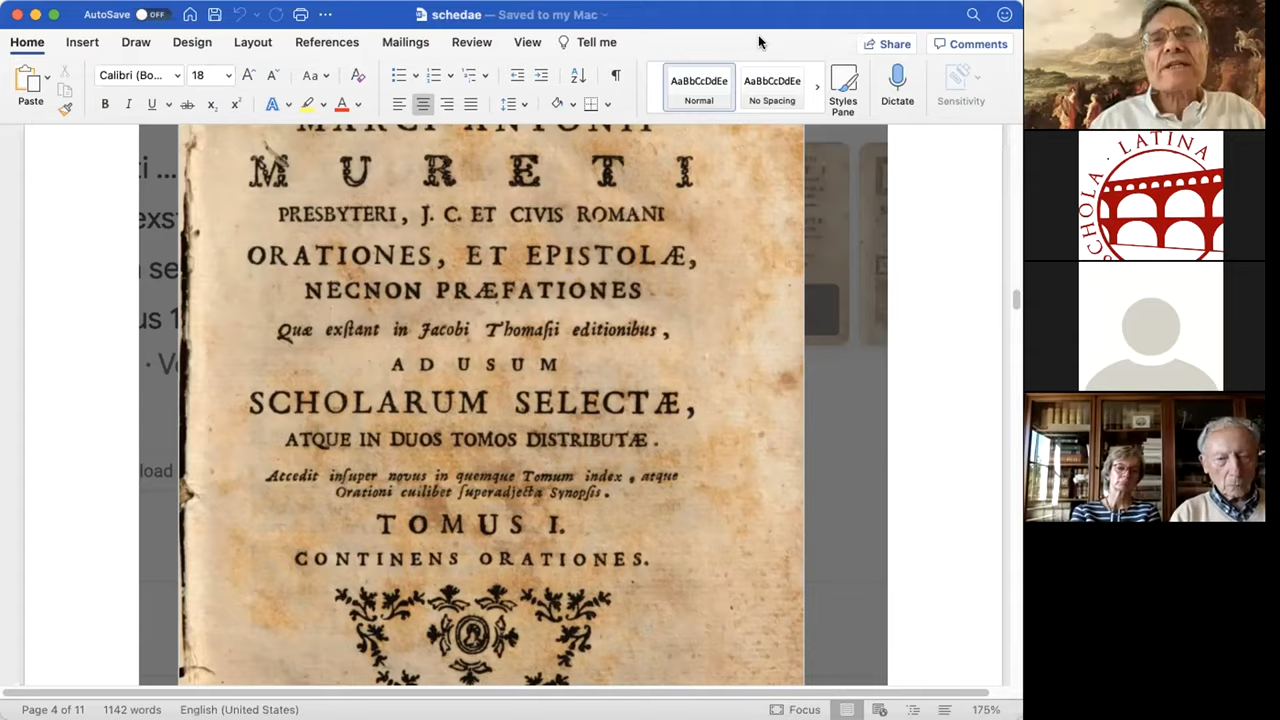 AutoSave OFF
schedae — Saved to my Mac
Home Insert Draw Design Layout References Mailings Review View Tell me
Share Comments
Paste
Calibri (Bo... 18
AaBbCcDdEe
Normal
AaBbCcDdEe
No Spacing
Styles
Pane
Dictate
Sensitivity
MARCI ANTONII
MURETI
PRESBYTERI, J. C. ET CIVIS ROMANI
ORATIONES, ET EPISTOLÆ,
NECNON PRÆFATIONES
Quæ exſtant in Jacobi Thomaſii editionibus,
AD USUM
SCHOLARUM SELECTÆ,
ATQUE IN DUOS TOMOS DISTRIBUTÆ.
Accedit inſuper novus in quemque Tomum index, atque
Orationi cuilibet ſuperadjecta Synopſis.
TOMUS I.
CONTINENS ORATIONES.
Page 4 of 11 1142 words English (United States)
Focus 175%
SCHOLA · LATINA